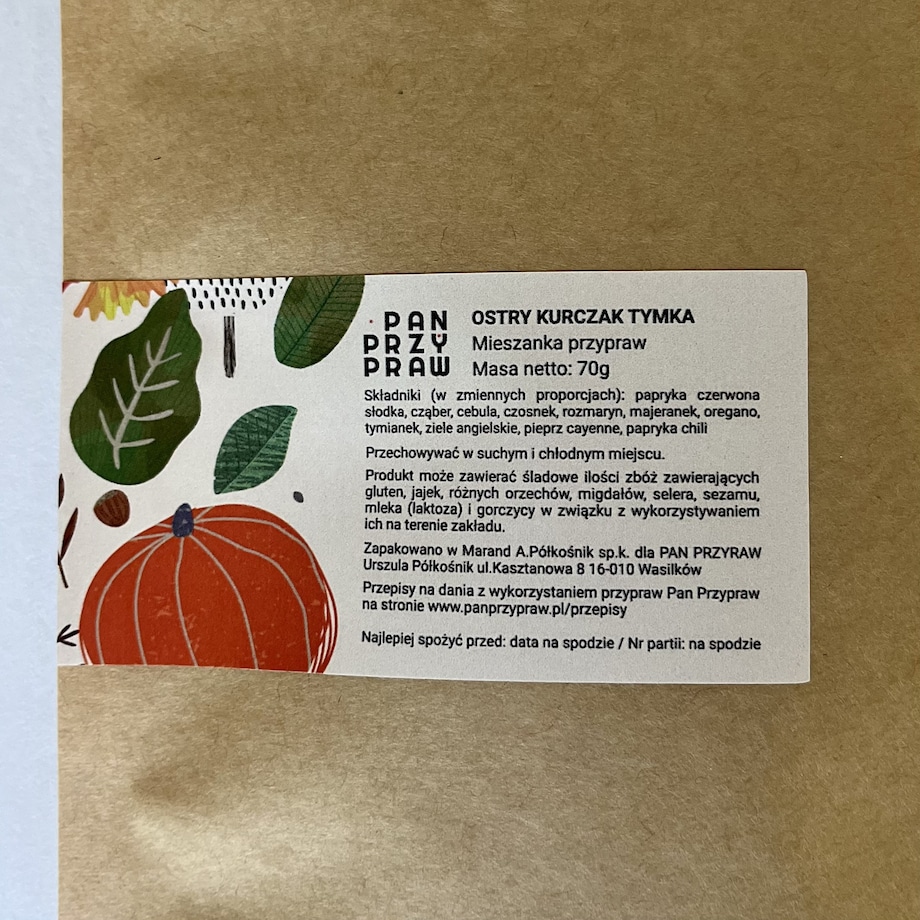 PAN
PRZY
PRAW
OSTRY KURCZAK TYMKA
Mieszanka przypraw
Masa netto: 70g
Składniki (w zmiennych proporcjach): papryka czerwona
słodka, cząber, cebula, czosnek, rozmaryn, majeranek, oregano,
tymianek, ziele angielskie, pieprz cayenne, papryka chili
Przechowywać w suchym i chłodnym miejscu.
Produkt może zawierać śladowe ilości zbóż zawierających
gluten, jajek, różnych orzechów, migdałów, selera, sezamu,
mleka (laktoza) i gorczycy w związku z wykorzystywaniem
ich na terenie zakładu.
Zapakowano w Marand A.Półkośnik sp.k. dla PAN PRZYRAW
Urszula Półkośnik ul.Kasztanowa 8 16-010 Wasilków
Przepisy na dania z wykorzystaniem przypraw Pan Przypraw
na stronie www.panprzypraw.pl/przepisy
Najlepiej spożyć przed: data na spodzie / Nr partii: na spodzie